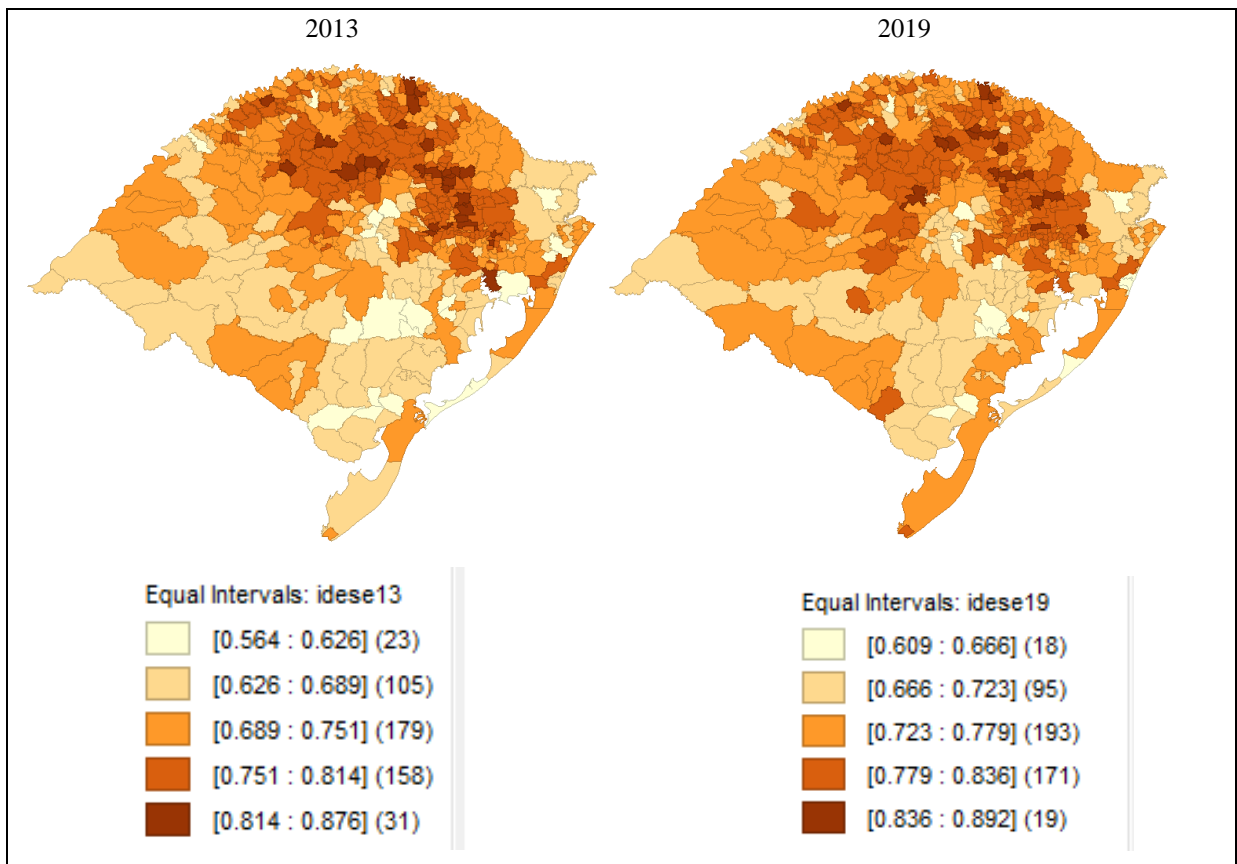 2013
2019
Equal Intervals: idese13
[0.564 : 0.626] (23)
[0.626 : 0.689] (105)
[0.689 : 0.751] (179)
[0.751 : 0.814] (158)
[0.814 : 0.876] (31)
Equal Intervals: idese19
[0.609 : 0.666] (18)
[0.666 : 0.723] (95)
[0.723 : 0.779] (193)
[0.779 : 0.836] (171)
[0.836 : 0.892] (19)